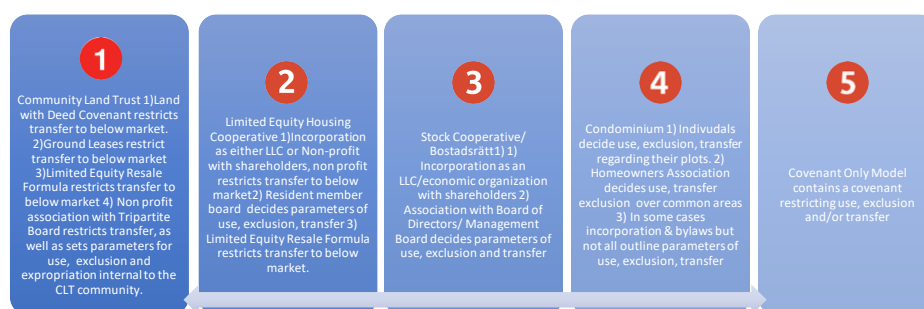 1
Community Land Trust 1)Land
with Deed Covenant restricts
transfer to below market.
2)Ground Leases restrict
transfer to below market
3)Limited Equity Resale
Formula restricts transfer to
below market 4) Non profit
association with Tripartite
Board restricts transfer, as
well as sets parameters for
use, exclusion and
expropriation internal to the
CLT community.
2
Limited Equity Housing
Cooperative 1)Incorporation
as either LLC or Non-profit
with shareholders, non profit
restricts transfer to below
market2) Resident member
board decides parameters of
use, exclusion, transfer 3)
Limited Equity Resale Formula
restricts transfer to below
market.
3
Stock Cooperative/
Bostadsrätt1) 1)
Incorporation as an
LLC/economic organization
with shareholders 2)
Association with Board of
Directors/ Management
Board decides parameters of
use, exclusion and transfer
4
Condominium 1) Indivudals
decide use, exclusion, transfer
regarding their plots. 2)
Homeowners Association
decides use, transfer
exclusion over common areas
3) In some cases
incorporation & bylaws but
not all outline parameters of
use, exclusion, transfer
5
Covenant Only Model
contains a covenant
restricting use, exclusion
and/or transfer